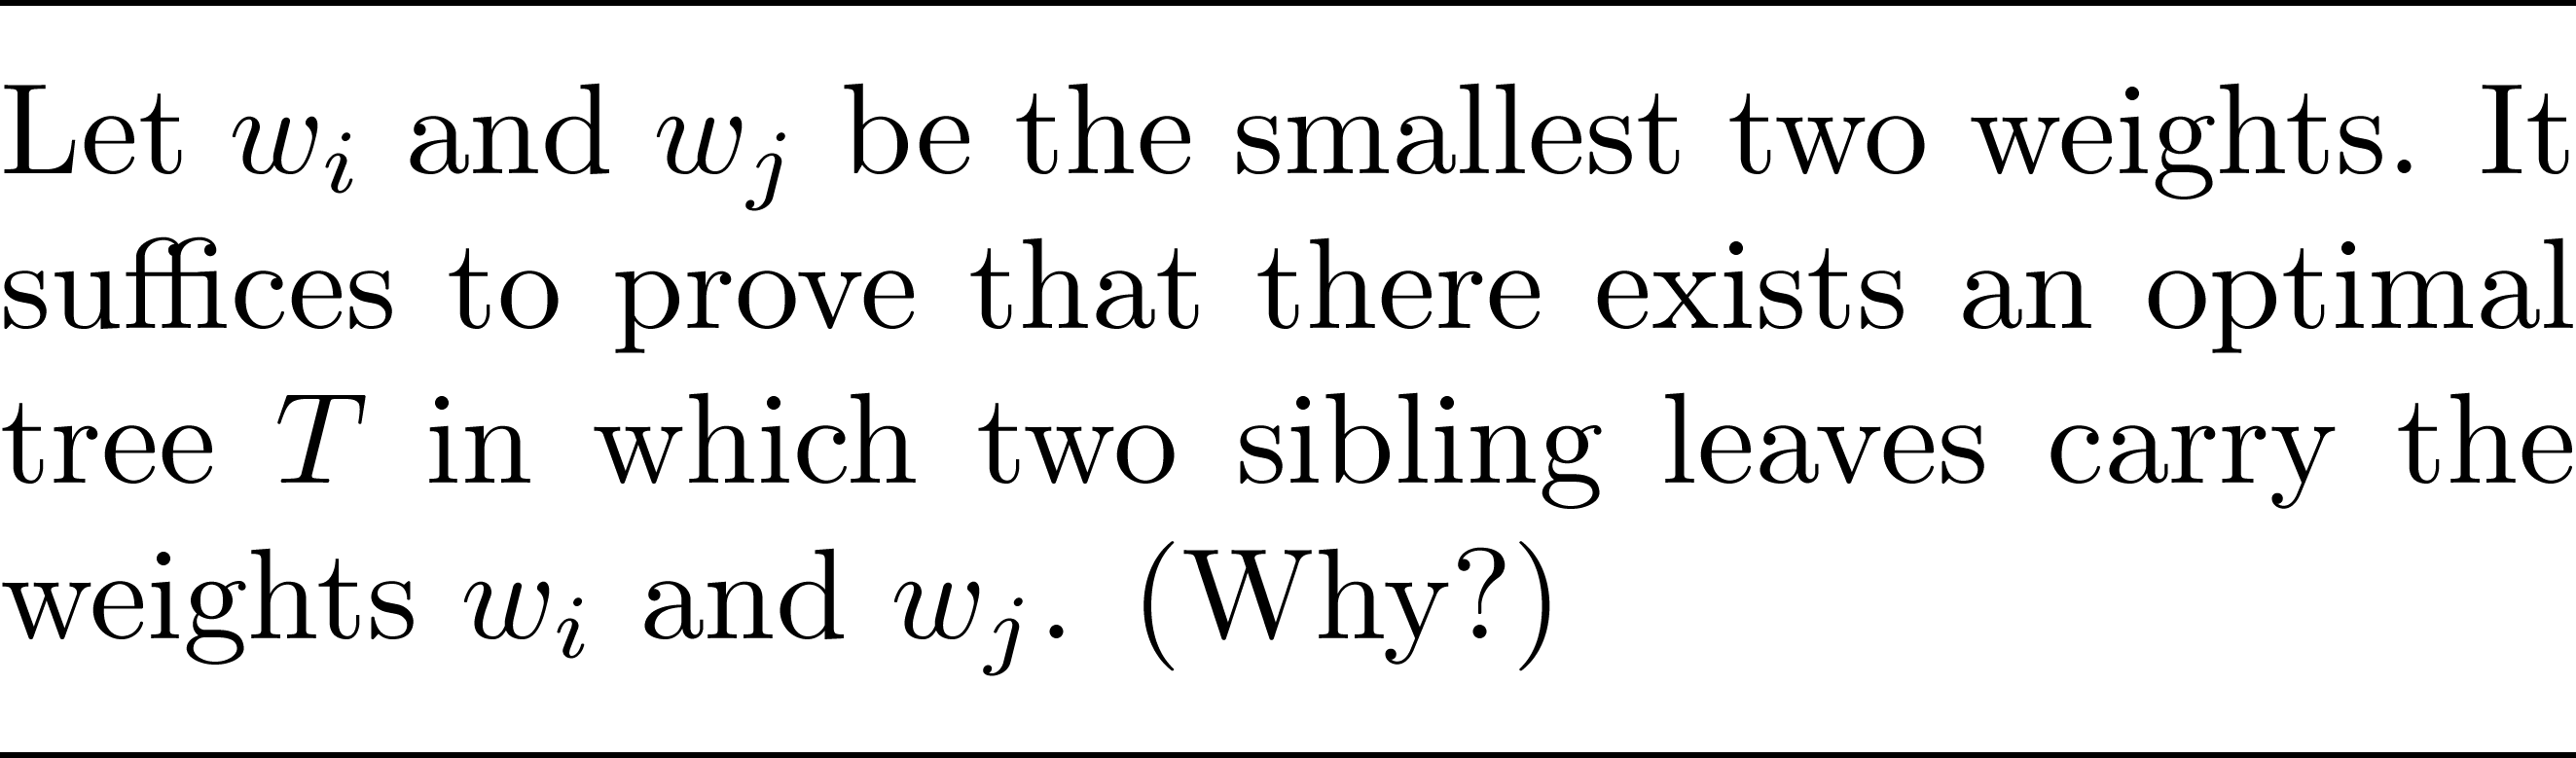 Let $w_i$ and $w_j$ be the smallest two weights. It
suffices to prove that there exists an optimal
tree $T$ in which two sibling leaves carry the
weights $w_i$ and $w_j$. (Why?)